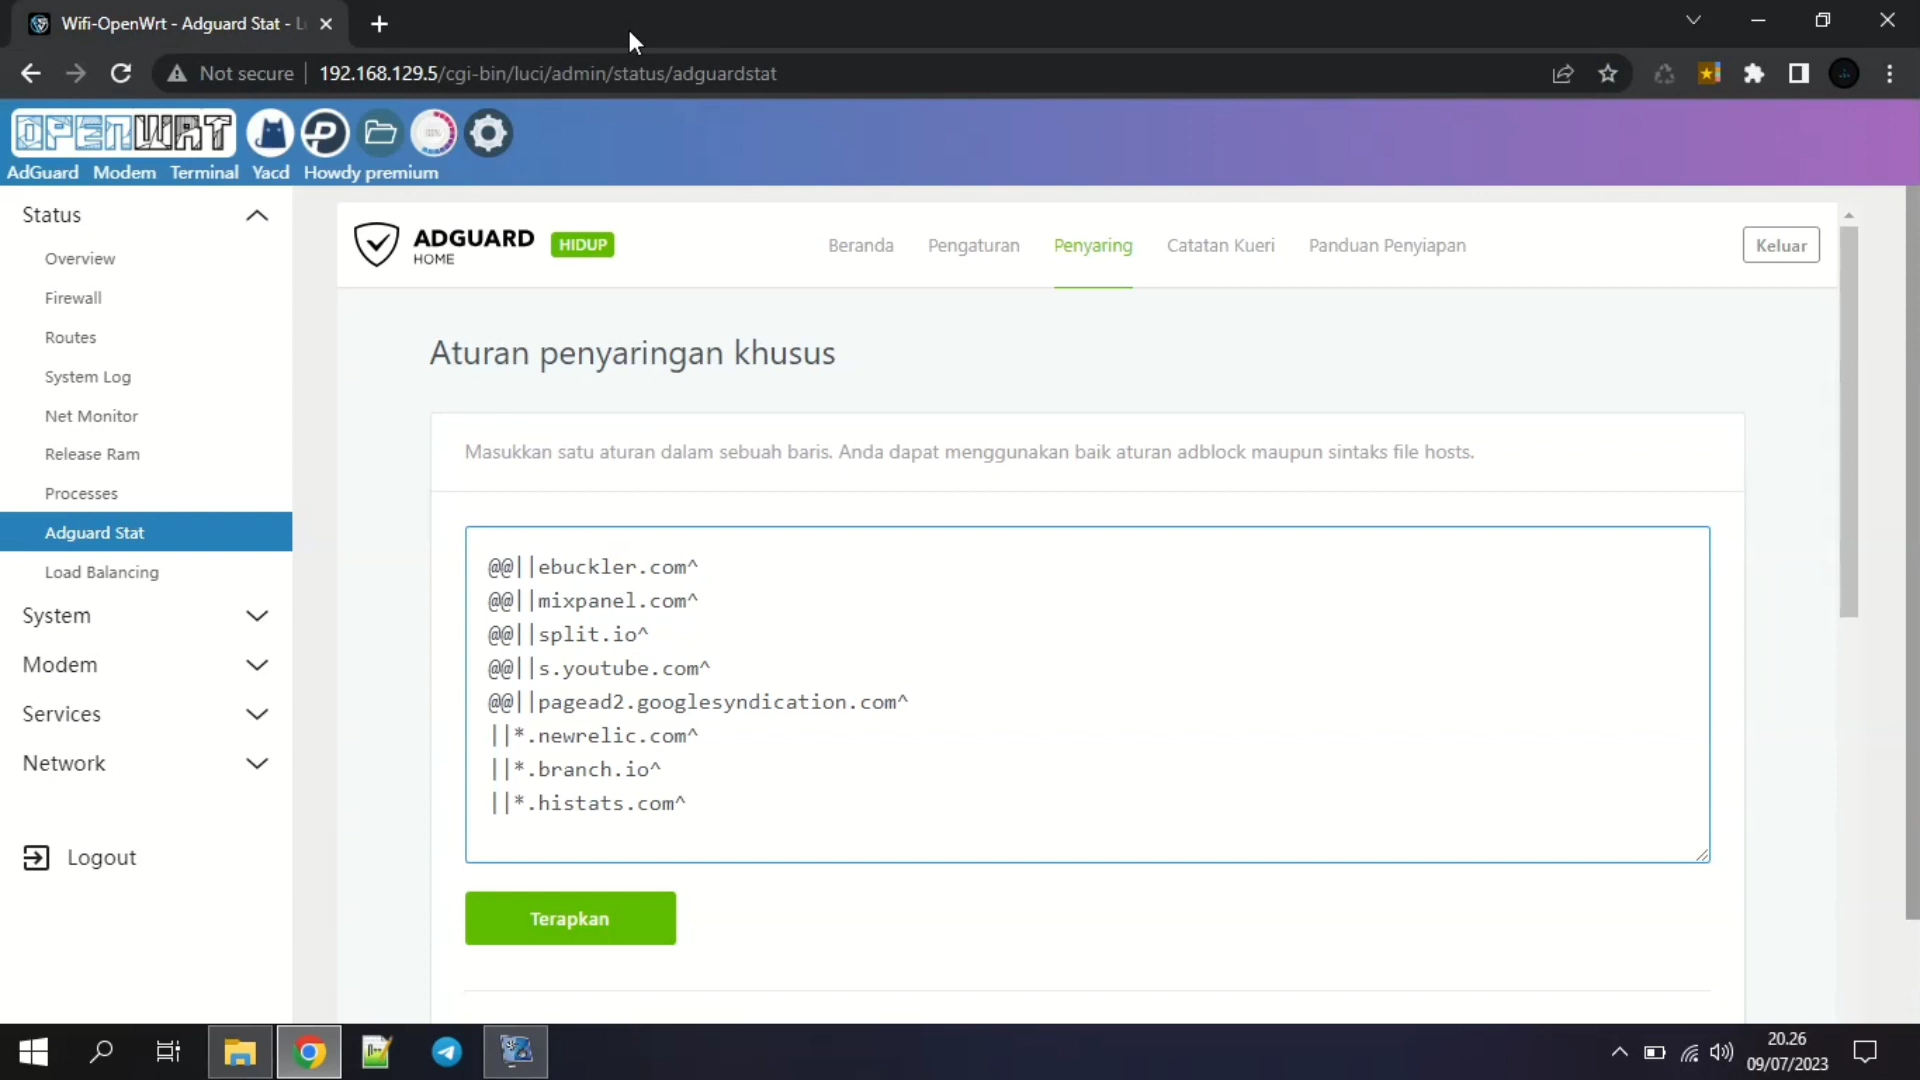 Wifi-OpenWrt - Adguard Stat - L
Not secure
192.168.129.5/cgi-bin/luci/admin/status/adguardstat
OPENWRT
AdGuard
Modem
Terminal
Yacd
Howdy premium
Status
Overview
Firewall
Routes
System Log
Net Monitor
Release Ram
Processes
Adguard Stat
Load Balancing
System
Modem
Services
Network
Logout
ADGUARD
HOME
HIDUP
Beranda
Pengaturan
Penyaring
Catatan Kueri
Panduan Penyiapan
Keluar
Aturan penyaringan khusus
Masukkan satu aturan dalam sebuah baris. Anda dapat menggunakan baik aturan adblock maupun sintaks file hosts.
@@||ebuckler.com^
@@||mixpanel.com^
@@||split.io^
@@||s.youtube.com^
@@||pagead2.googlesyndication.com^
||*.newrelic.com^
||*.branch.io^
||*.histats.com^
Terapkan
20.26
09/07/2023